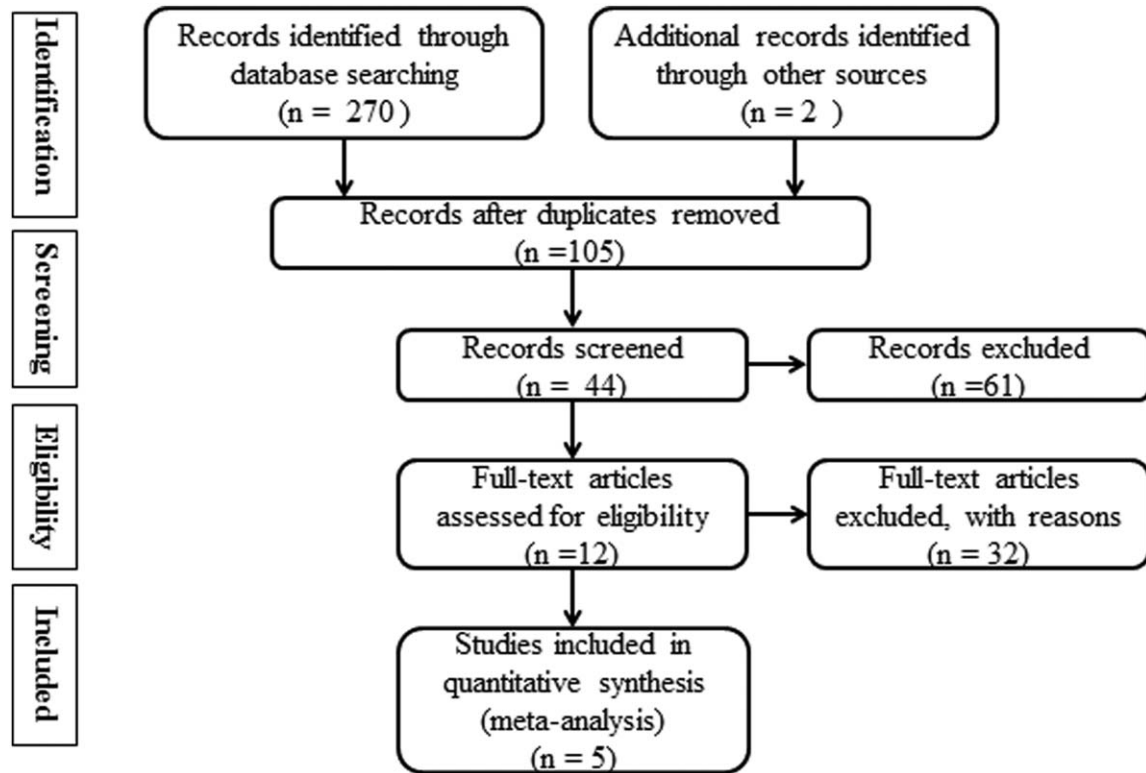 Identification
Records identified through
database searching
(n = 270 )
Additional records identified
through other sources
(n = 2 )
Records after duplicates removed
(n =105)
Screening
Records screened
(n = 44)
Records excluded
(n =61)
Eligibility
Full-text articles
assessed for eligibility
(n =12)
Full-text articles
excluded, with reasons
(n = 32)
Included
Studies included in
quantitative synthesis
(meta-analysis)
(n = 5)